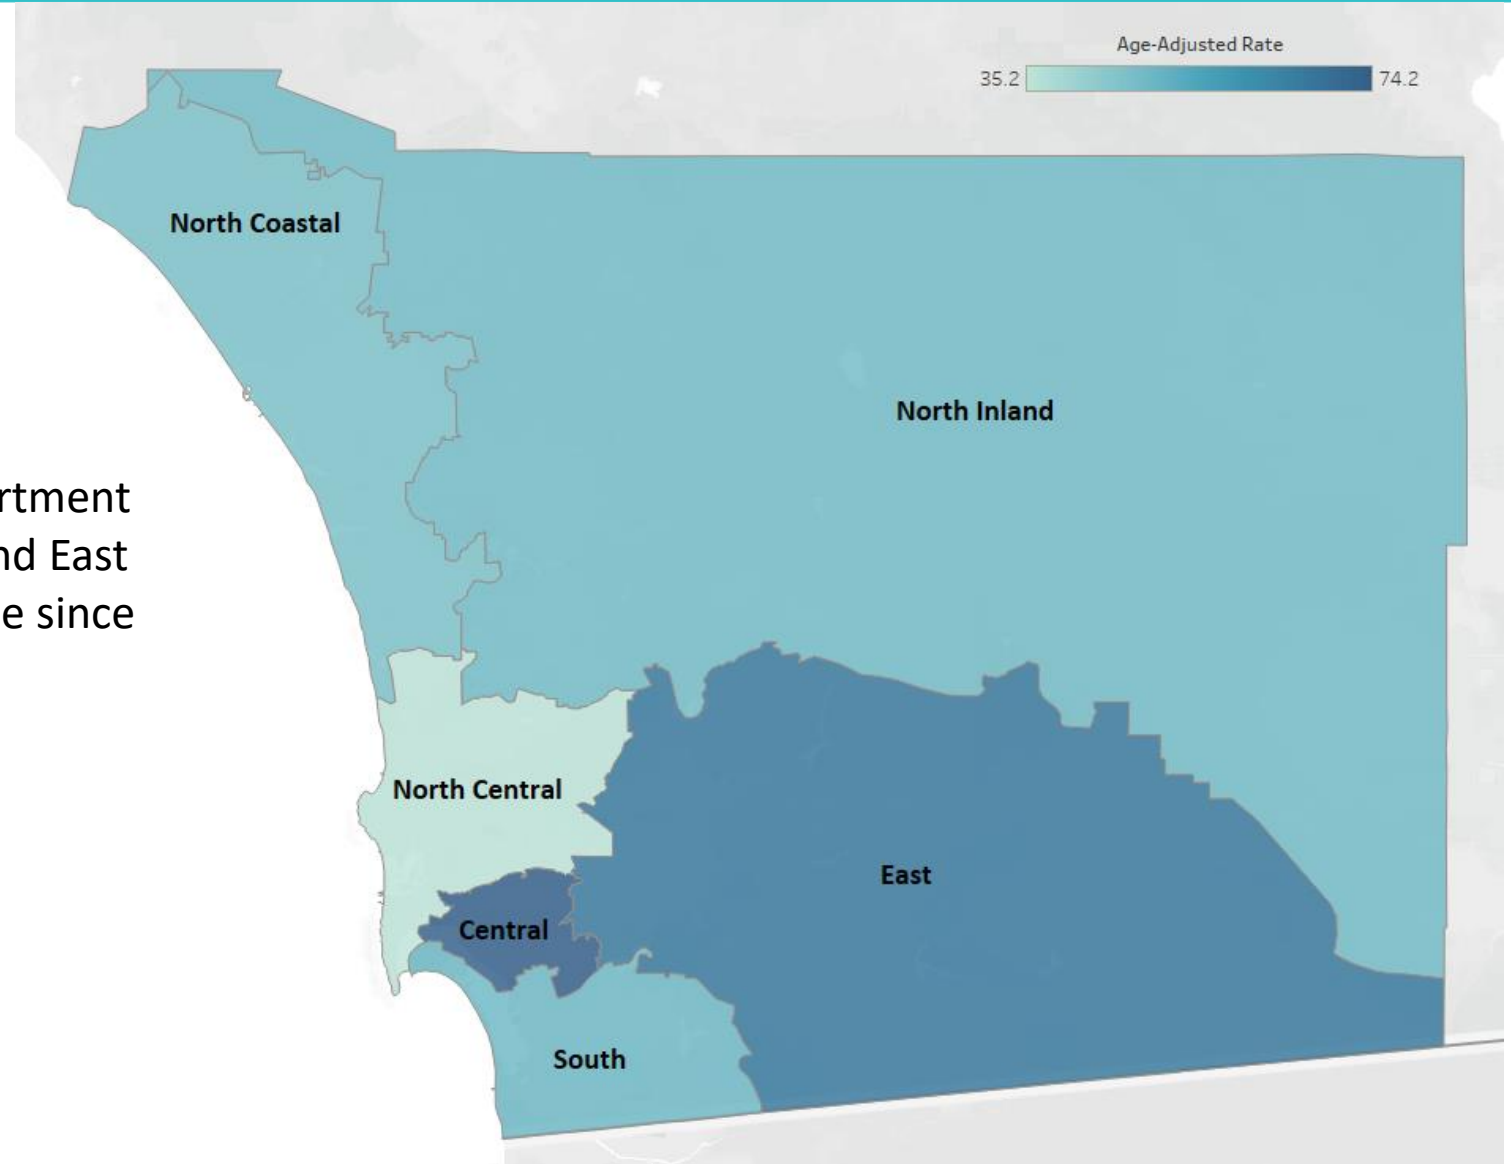 Age-Adjusted Rate
35.2
74.2
North Coastal
North Inland
rtment
nd East
e since
North Central
East
Central
South